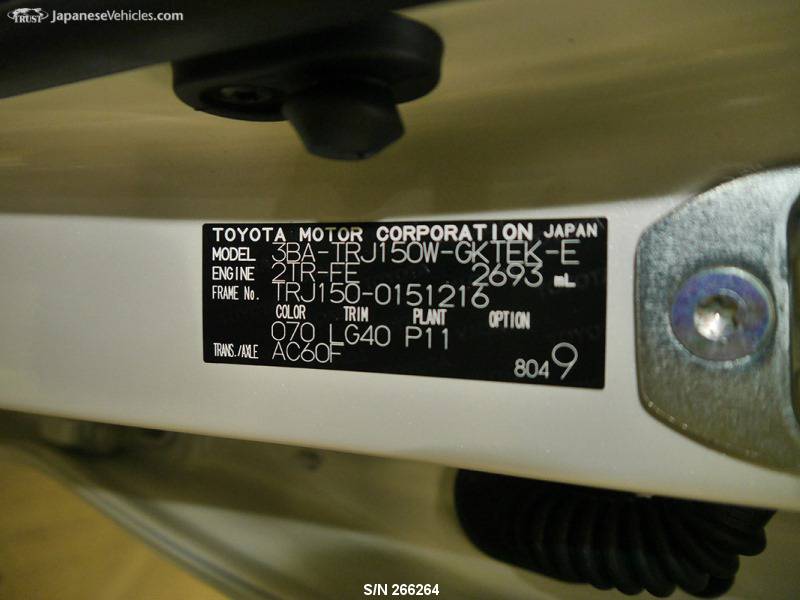 TRUST JapaneseVehicles.com
TOYOTA MOTOR CORPORATION JAPAN
MODEL 3BA-TRJ150W-GKTEK-E
ENGINE 2TR-FE 2693 mL
FRAME No. TRJ150-0151216
COLOR TRIM PLANT OPTION
070 LG40 P11
TRANS./AXLE AC60F
8049
S/N 266264